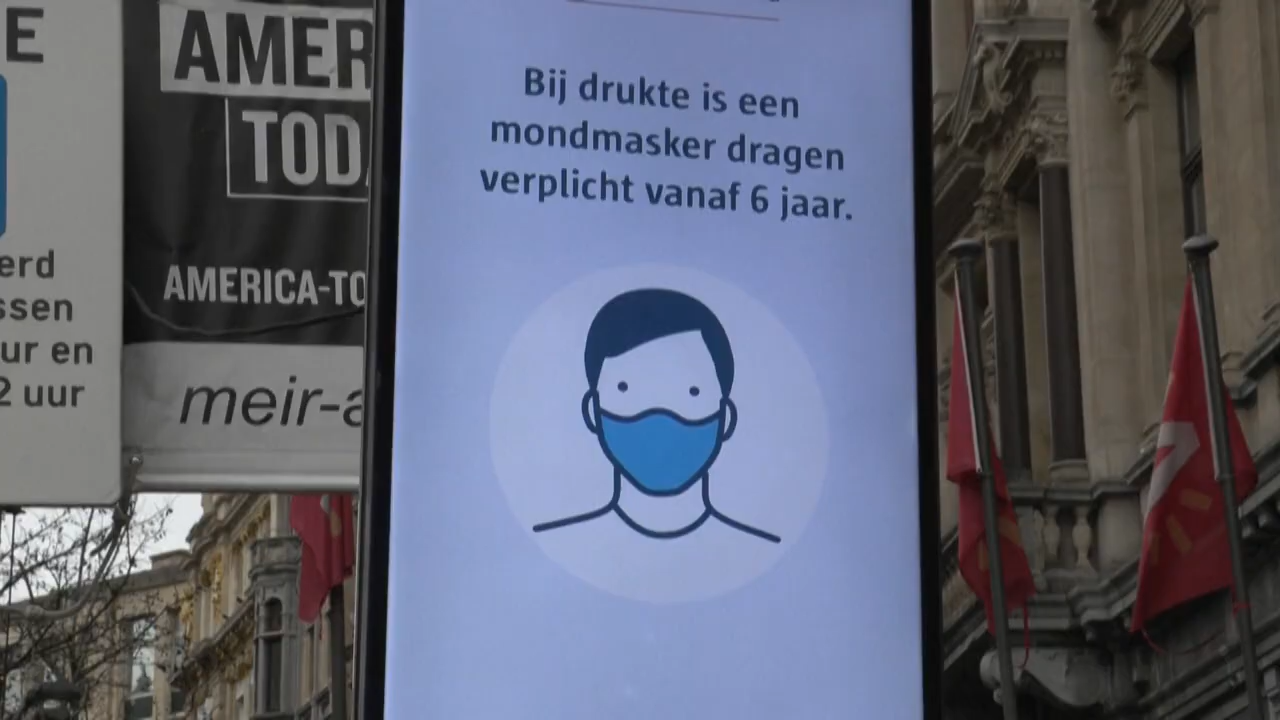 E
erd
ssen
ur en
2 uur
AMER
TOD
AMERICA-TO
meir-a
Bij drukte is een
mondmasker dragen
verplicht vanaf 6 jaar.